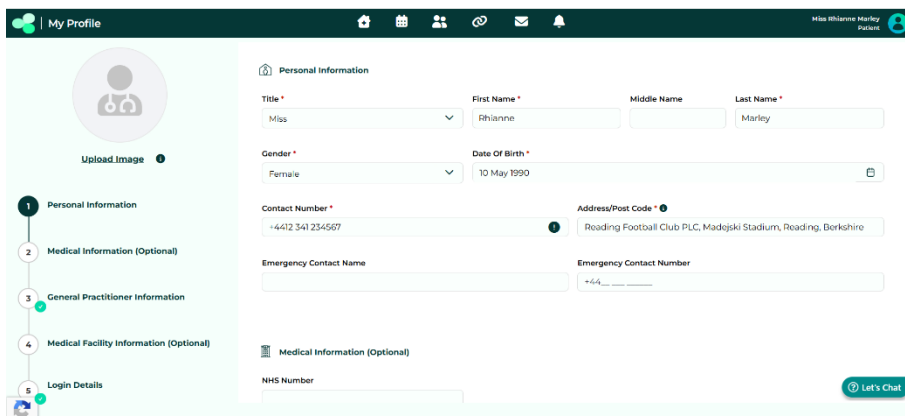 My Profile
Miss Rhianne Marley
Patient
Upload Image
1 Personal Information
2 Medical Information (Optional)
3 General Practitioner Information
4 Medical Facility Information (Optional)
5 Login Details
Personal Information
Title * First Name * Middle Name Last Name *
Miss Rhianne Marley
Gender * Date Of Birth *
Female 10 May 1990
Contact Number * Address/Post Code *
+4412 341 234567 Reading Football Club PLC, Madejski Stadium, Reading, Berkshire
Emergency Contact Name Emergency Contact Number
+44__ ___ ______
Medical Information (Optional)
NHS Number
Let's Chat